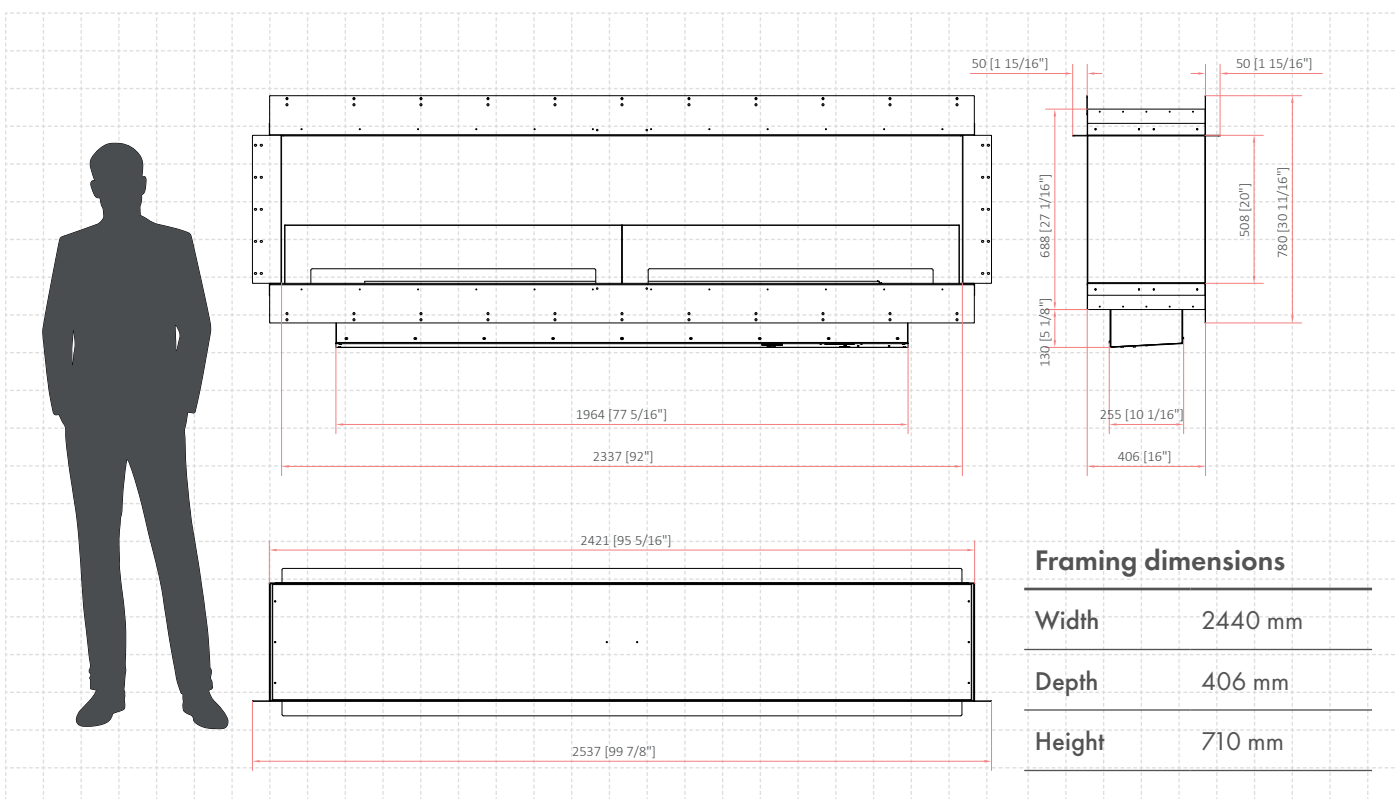 50 [1 15/16"]
50 [1 15/16"]
688 [27 1/16"]
508 [20"]
780 [30 11/16"]
130 [5 1/8"]
1964 [77 5/16"]
255 [10 1/16"]
2337 [92"]
406 [16"]
2421 [95 5/16"]
2537 [99 7/8"]
Framing dimensions
Width 2440 mm
Depth 406 mm
Height 710 mm